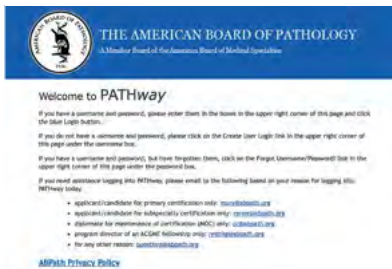 THE AMERICAN BOARD OF PATHOLOGY
A Member Board of the American Board of Medical Specialties
Welcome to PATHway
If you have a username and password, please enter them in the boxes in the upper right corner of this page and click
the blue Login button.
If you do not have a username and password, please click on the Create User Login link in the upper right corner of
this page under the username box.
If you have a username and password, but have forgotten them, click on the Forgot Username/Password? link in the
upper right corner of this page under the password box.
If you need assistance logging into PATHway, please email to the following based on your reason for logging into
PATHway today:
applicant/candidate for primary certification only:
applicant/candidate for subspecialty certification only:
diplomate for maintenance of certification (MOC) only:
program director of an ACGME fellowship only:
for any other reason:
ABPath Privacy Policy